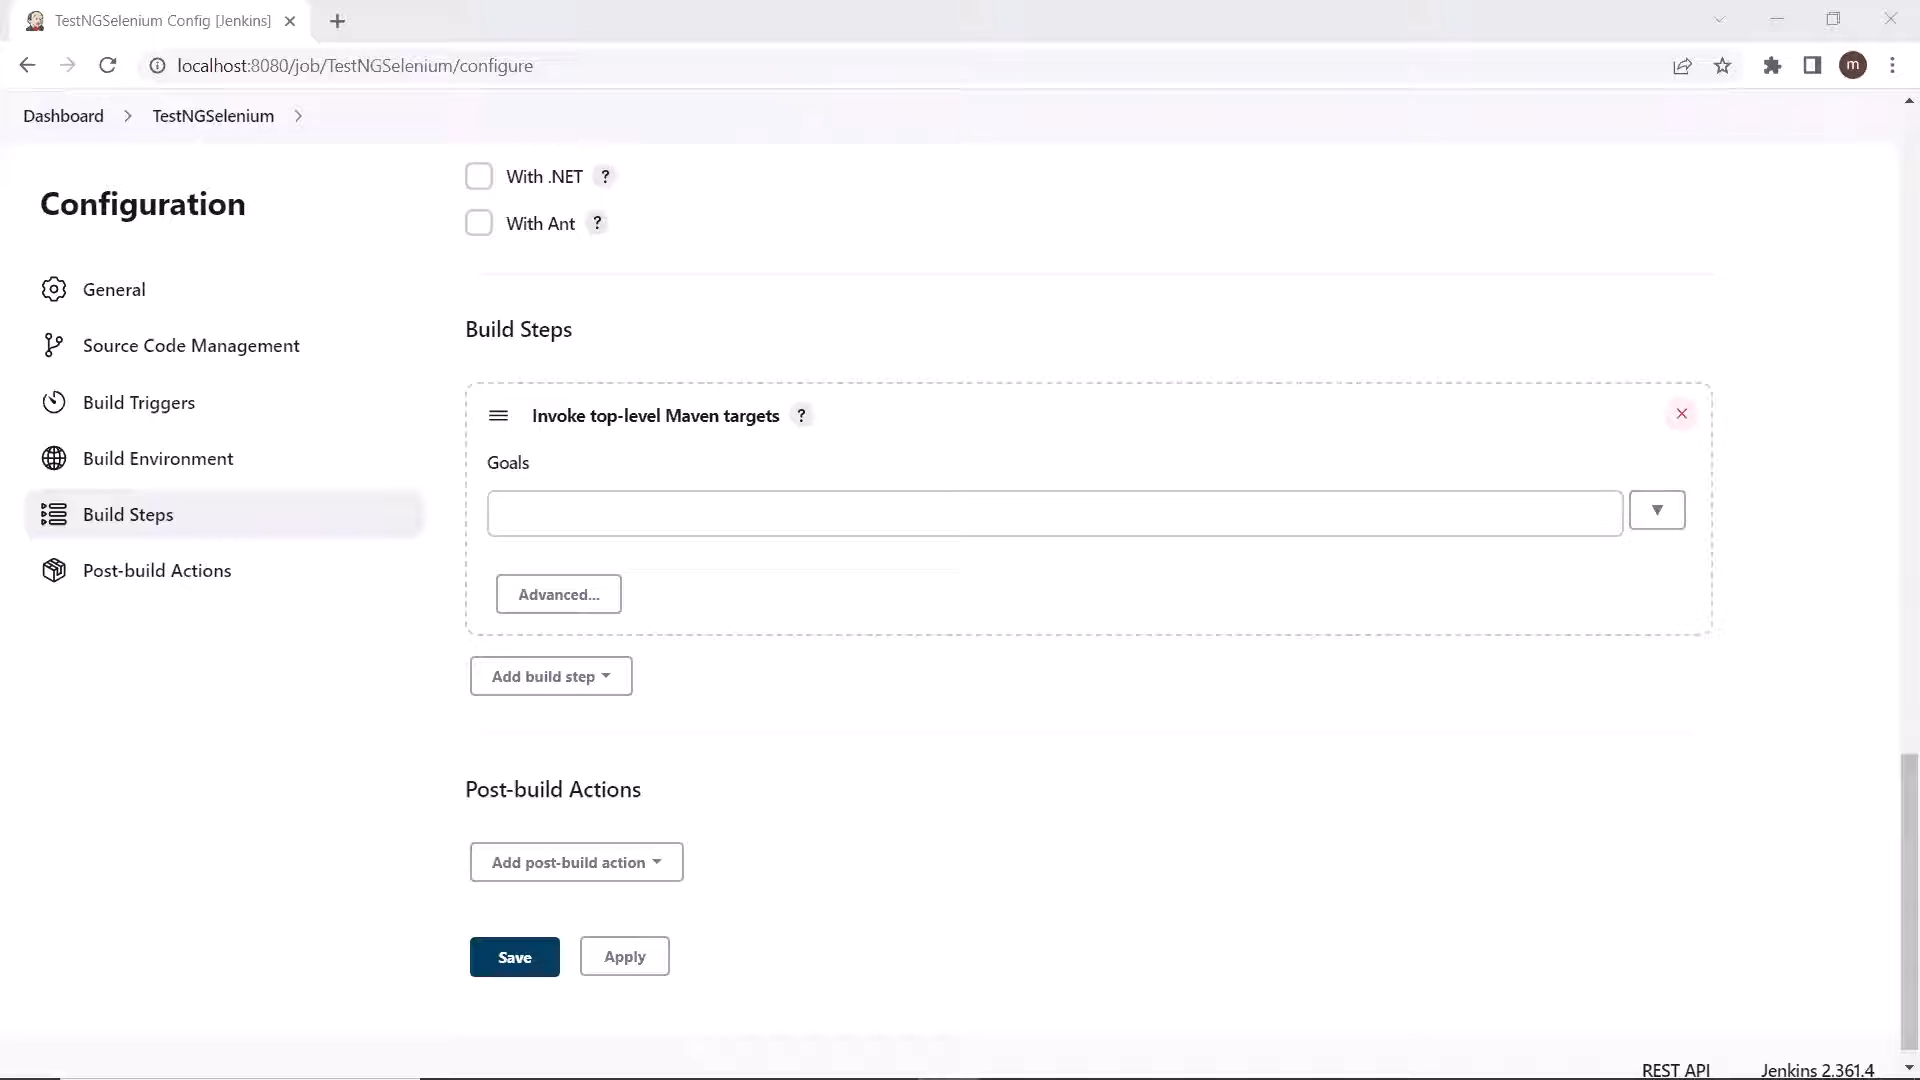 TestNGSelenium Config [Jenkins]
localhost:8080/job/TestNGSelenium/configure
m
Dashboard
TestNGSelenium
Configuration
General
Source Code Management
Build Triggers
Build Environment
Build Steps
Post-build Actions
With .NET ?
With Ant ?
Build Steps
Invoke top-level Maven targets ?
Goals
Advanced...
Add build step
Post-build Actions
Add post-build action
Save
Apply
REST API
Jenkins 2.361.4